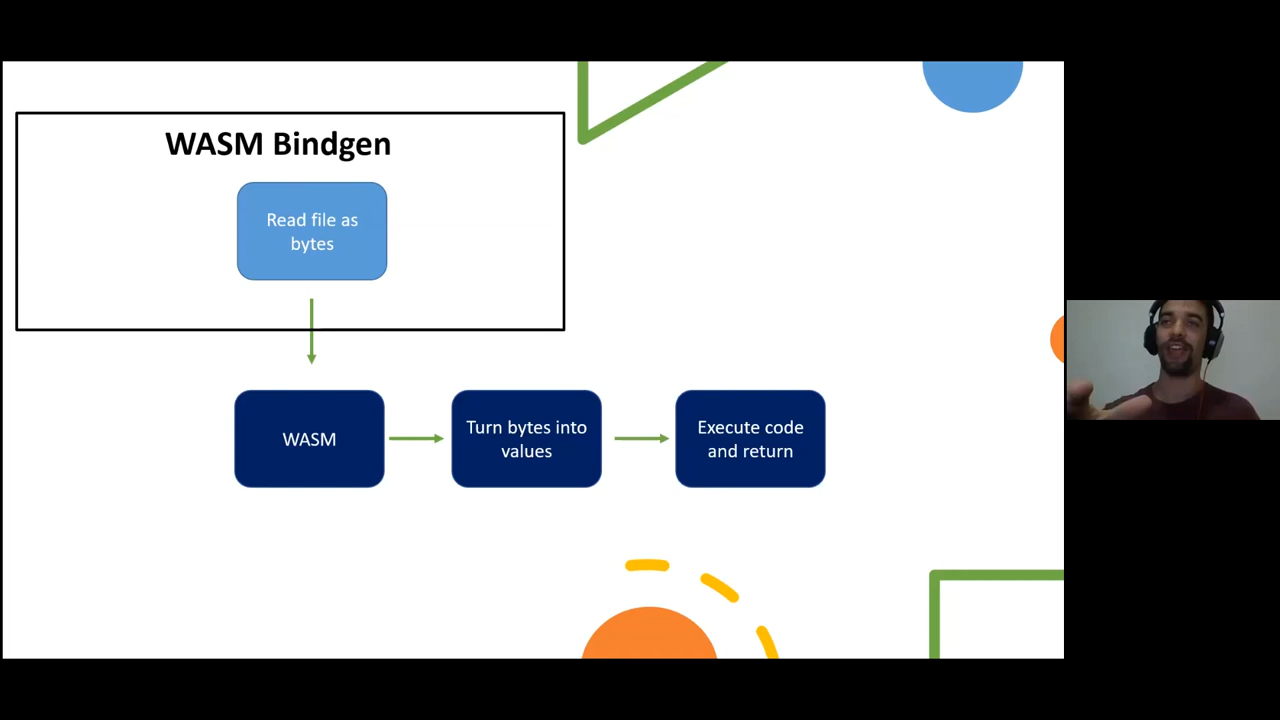 WASM Bindgen
Read file as
bytes
WASM
Turn bytes into
values
Execute code
and return